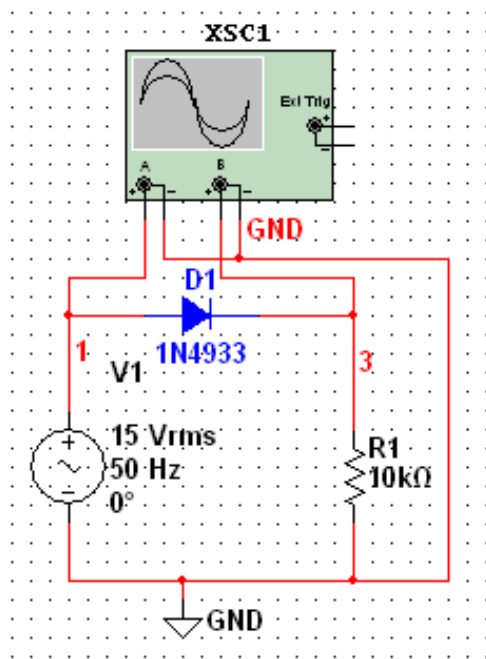 XSC1
Ext Trig
+
-
A
B
+ - + -
GND
D1
1N4933
1
3
V1
+
-
15 Vrms
50 Hz
0°
R1
10kΩ
GND